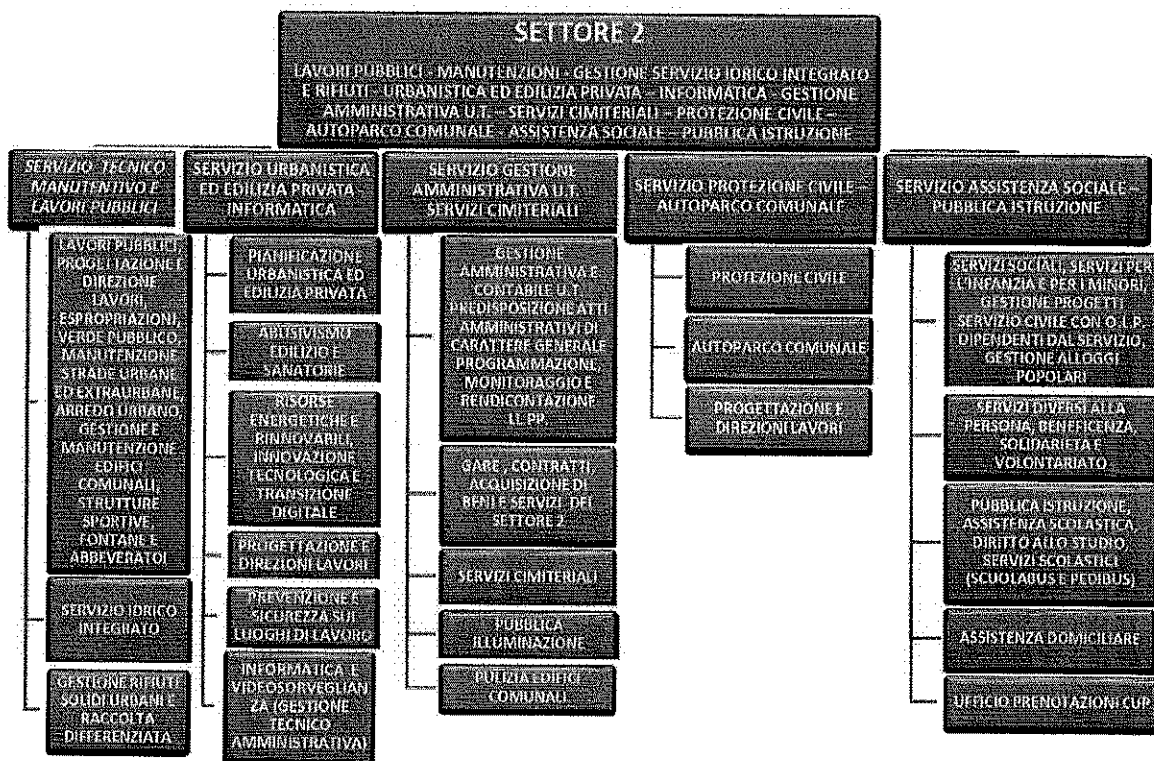 SETTORE 2
LAVORI PUBBLICI - MANUTENZIONI - GESTIONE SERVIZIO IDRICO INTEGRATO
E RIFIUTI - URBANISTICA ED EDILIZIA PRIVATA – INFORMATICA - GESTIONE
AMMINISTRATIVA U.T. – SERVIZI CIMITERIALI – PROTEZIONE CIVILE –
AUTOPARCO COMUNALE - ASSISTENZA SOCIALE – PUBBLICA ISTRUZIONE
SERVIZIO TECNICO
MANUTENTIVO E
LAVORI PUBBLICI
LAVORI PUBBLICI,
PROGETTAZIONE E
DIREZIONE
LAVORI,
ESPROPRIAZIONI,
VERDE PUBBLICO,
MANUTENZIONE
STRADE URBANE
ED EXTRAURBANE,
ARREDO URBANO,
GESTIONE E
MANUTENZIONE
EDIFICI
COMUNALI,
STRUTTURE
SPORTIVE,
FONTANE E
ABBEVERATOI
SERVIZIO IDRICO
INTEGRATO
GESTIONE RIFIUTI
SOLIDI URBANI E
RACCOLTA
DIFFERENZIATA
SERVIZIO URBANISTICA
ED EDILIZIA PRIVATA
INFORMATICA
PIANIFICAZIONE
URBANISTICA ED
EDILIZIA PRIVATA
ABUSIVISMO
EDILIZIO E
SANATORIE
RISORSE
ENERGETICHE E
RINNOVABILI,
INNOVAZIONE
TECNOLOGICA E
TRANSIZIONE
DIGITALE
PROGETTAZIONE E
DIREZIONI LAVORI
PREVENZIONE E
SICUREZZA SUI
LUOGHI DI LAVORO
INFORMATICA E
VIDEOSORVEGLIAN
ZA (GESTIONE
TECNICO
AMMINISTRATIVA)
SERVIZIO GESTIONE
AMMINISTRATIVA U.T.
SERVIZI CIMITERIALI
GESTIONE
AMMINISTRATIVA E
CONTABILE U.T.
PREDISPOSIZIONE ATTI
AMMINISTRATIVI DI
CARATTERE GENERALE
PROGRAMMAZIONE,
MONITORAGGIO E
RENDICONTAZIONE
LL.PP.
GARE , CONTRATTI,
ACQUISIZIONE DI
BENI E SERVIZI, DEL
SETTORE 2
SERVIZI CIMITERIALI
PUBBLICA
ILLUMINAZIONE
PULIZIA EDIFICI
COMUNALI
SERVIZIO PROTEZIONE CIVILE –
AUTOPARCO COMUNALE
PROTEZIONE CIVILE
AUTOPARCO COMUNALE
PROGETTAZIONE E
DIREZIONI LAVORI
SERVIZIO ASSISTENZA SOCIALE –
PUBBLICA ISTRUZIONE
SERVIZI SOCIALI, SERVIZI PER
L'INFANZIA E PER I MINORI,
GESTIONE PROGETTI
SERVIZIO CIVILE CON O.L.P.
DIPENDENTI DAL SERVIZIO,
GESTIONE ALLOGGI
POPOLARI
SERVIZI DIVERSI ALLA
PERSONA, BENEFICENZA,
SOLIDARIETA E
VOLONTARIATO
PUBBLICA ISTRUZIONE,
ASSISTENZA SCOLASTICA,
DIRITTO ALLO STUDIO,
SERVIZI SCOLASTICI
(SCUOLABUS E PEDIBUS)
ASSISTENZA DOMICILIARE
UFFICIO PRENOTAZIONI CUP